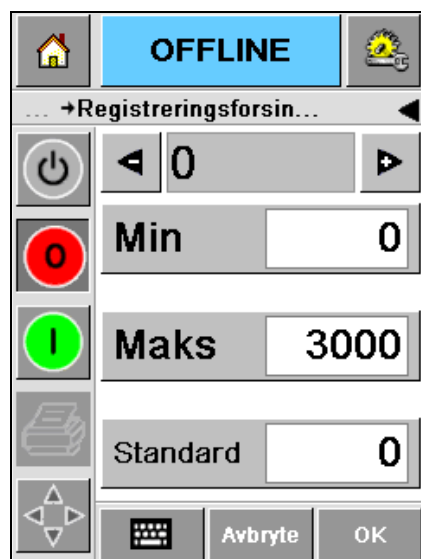 OFFLINE
... →Registreringsforsin...
0
Min 0
O
Maks 3000
I
Standard 0
Avbryte OK